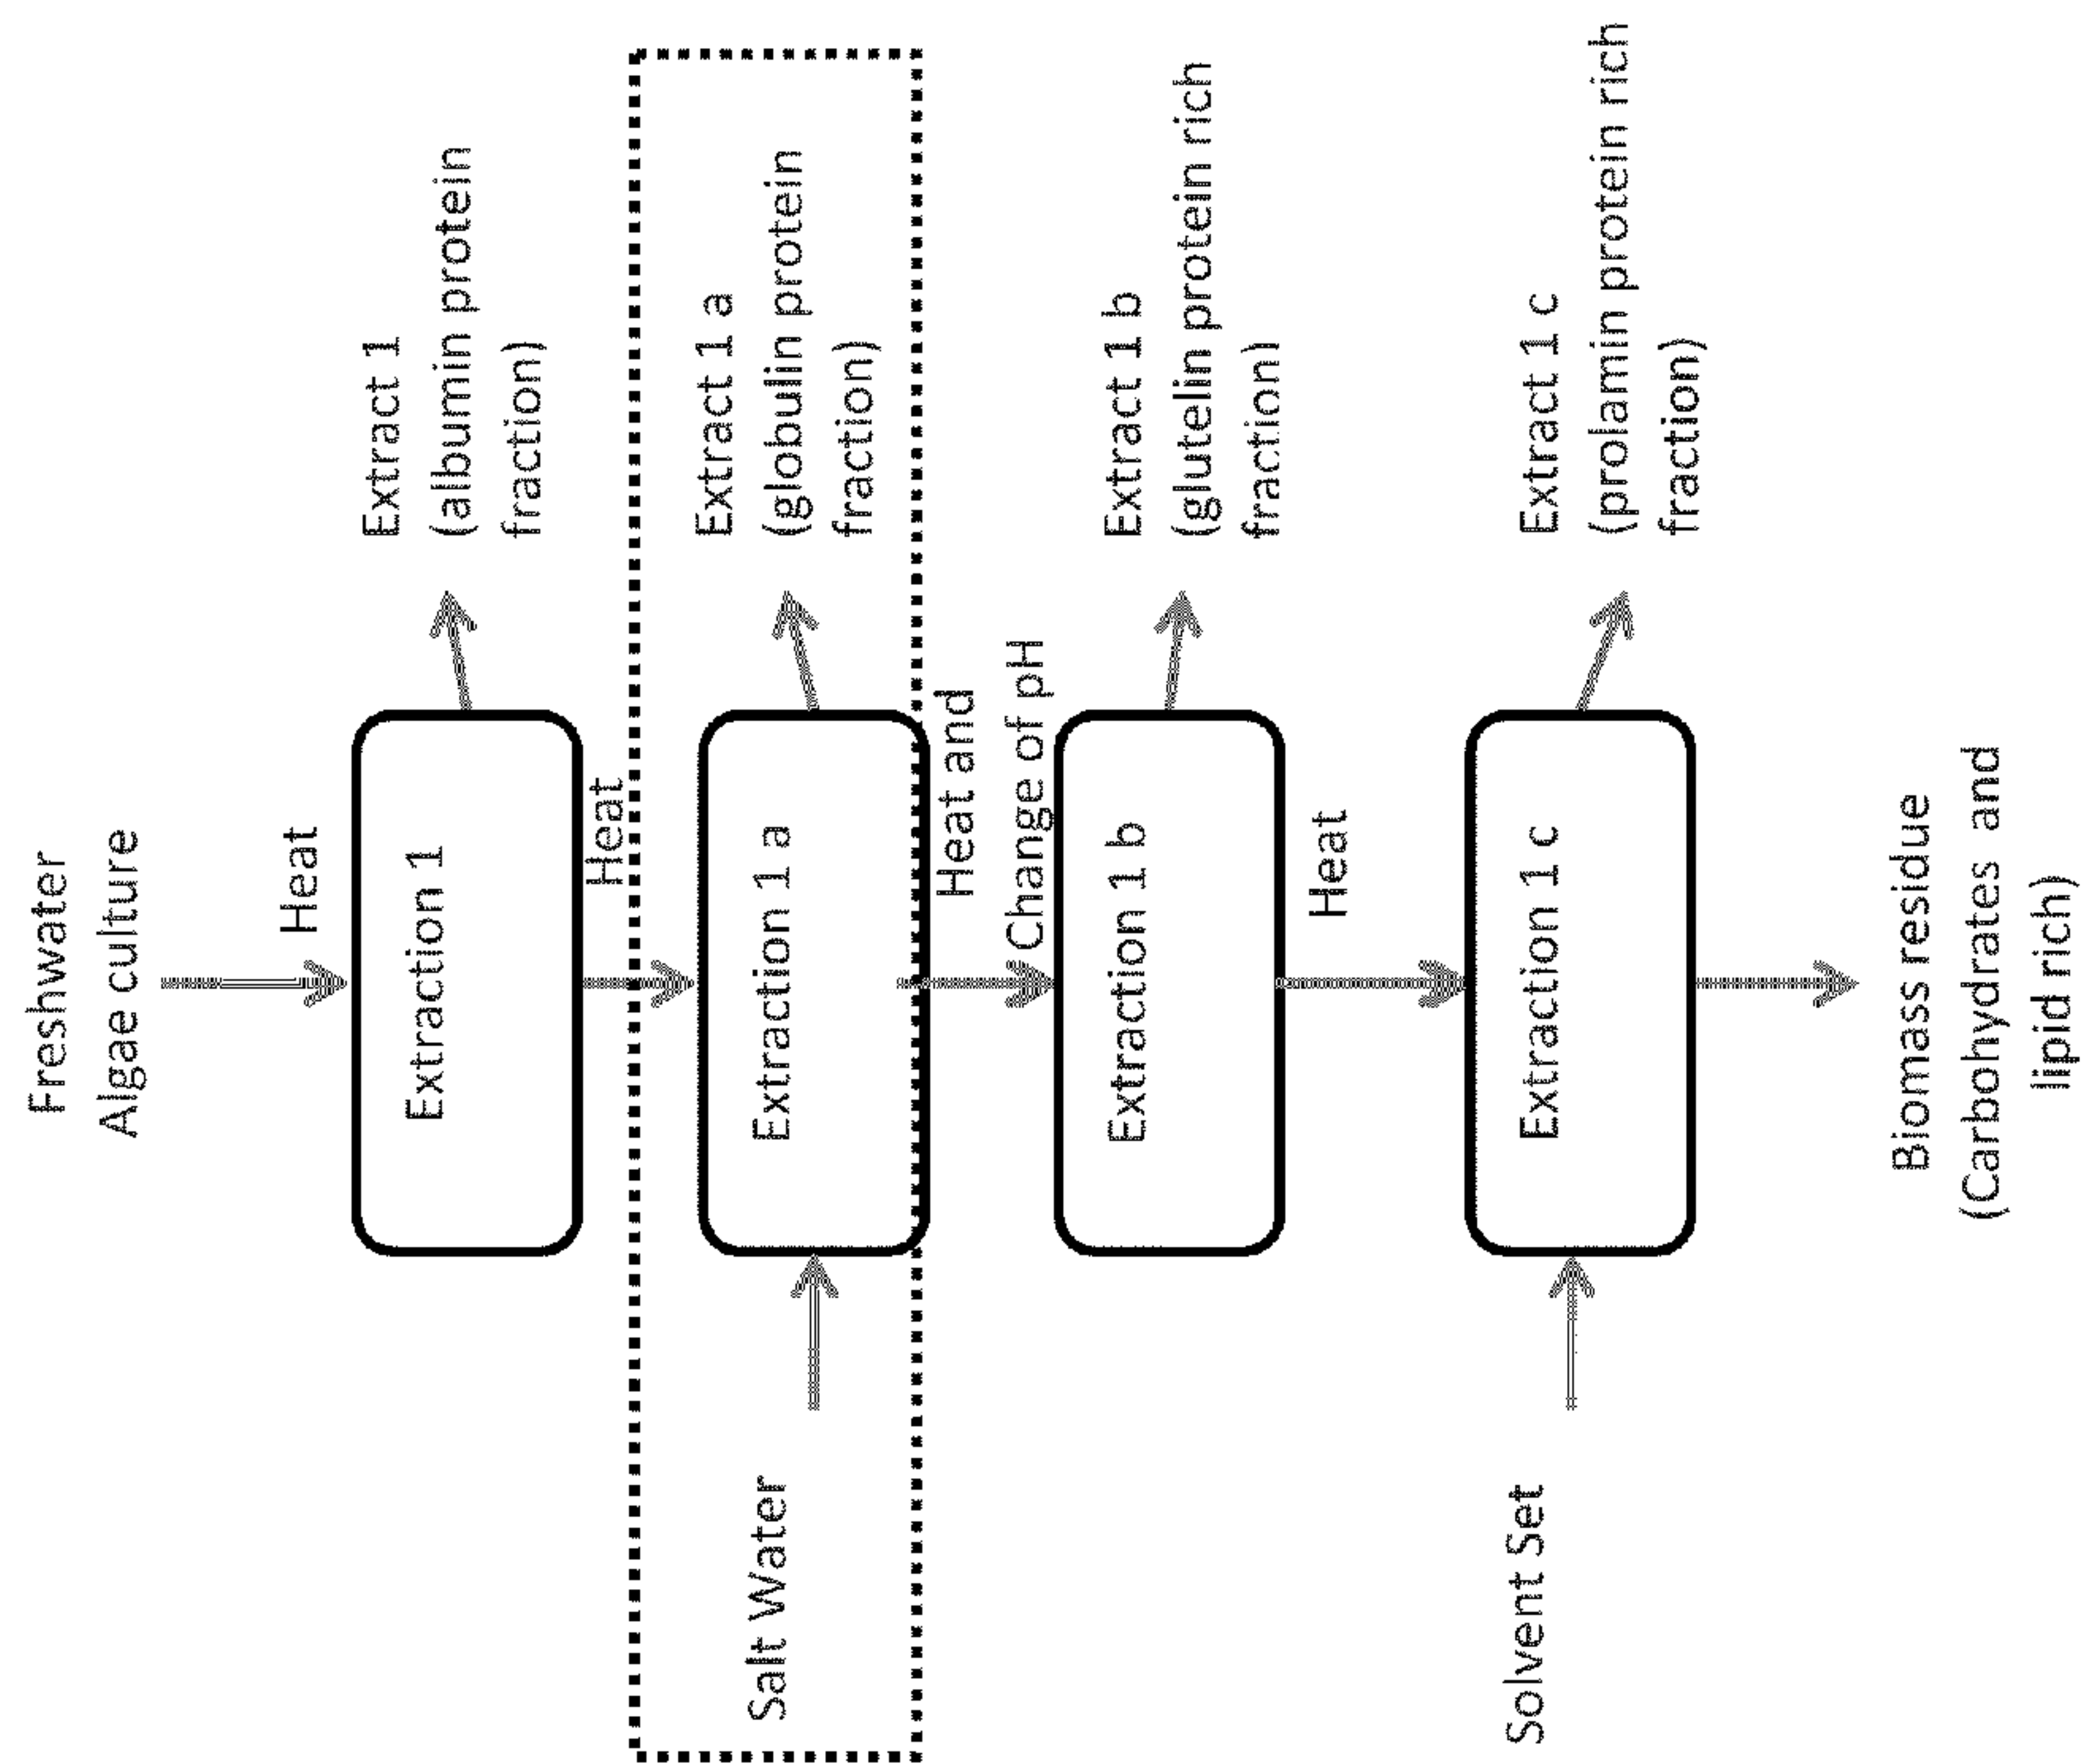 Freshwater
Algae culture
Heat
Extraction 1
Extract 1
(albumin protein
fraction)
Heat
Salt Water
Extraction 1 a
Extract 1 a
(globulin protein
fraction)
Heat and
Change of pH
Extraction 1 b
Extract 1 b
(glutelin protein rich
fraction)
Heat
Solvent Set
Extraction 1 c
Extract 1 c
(prolamin protein rich
fraction)
Biomass residue
(Carbohydrates and
lipid rich)